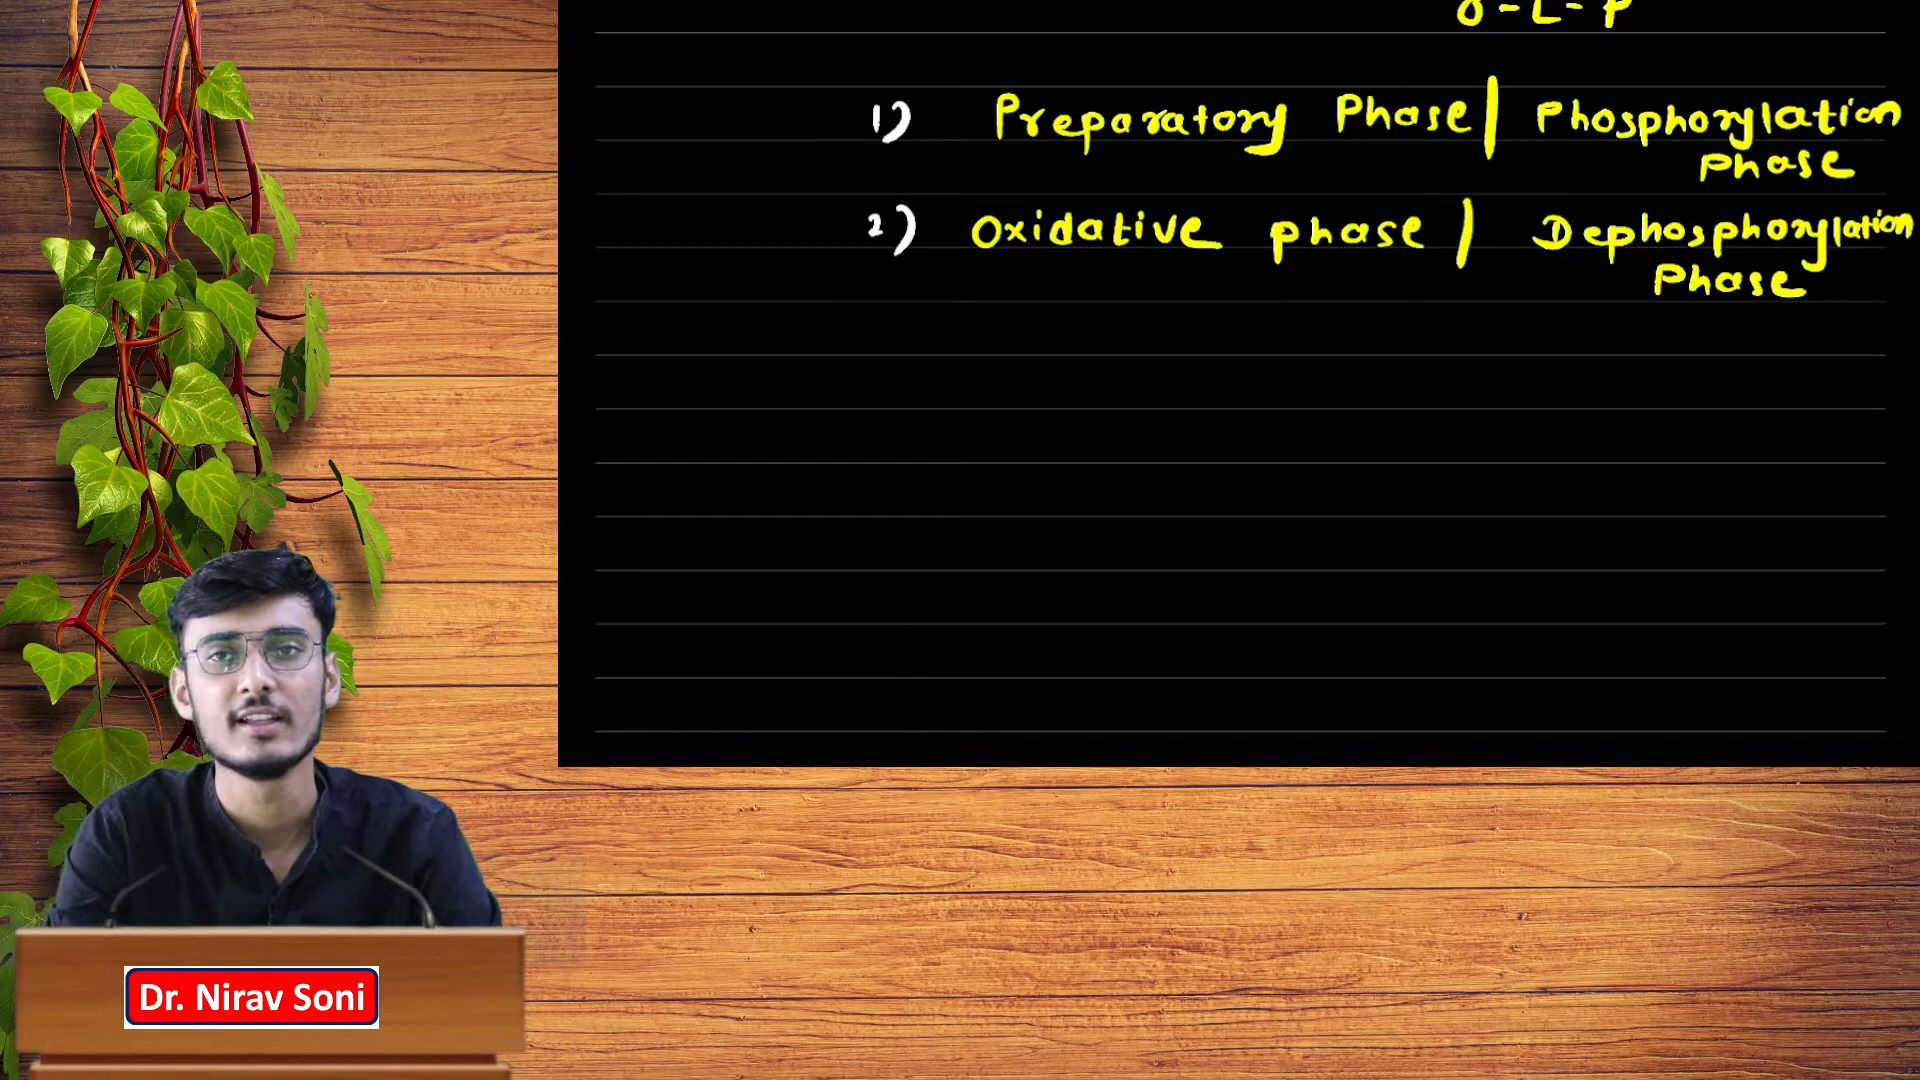 1) Preparatory Phase | Phosphorylation
Phase
2) Oxidative phase | Dephosphorylation
Phase
Dr. Nirav Soni